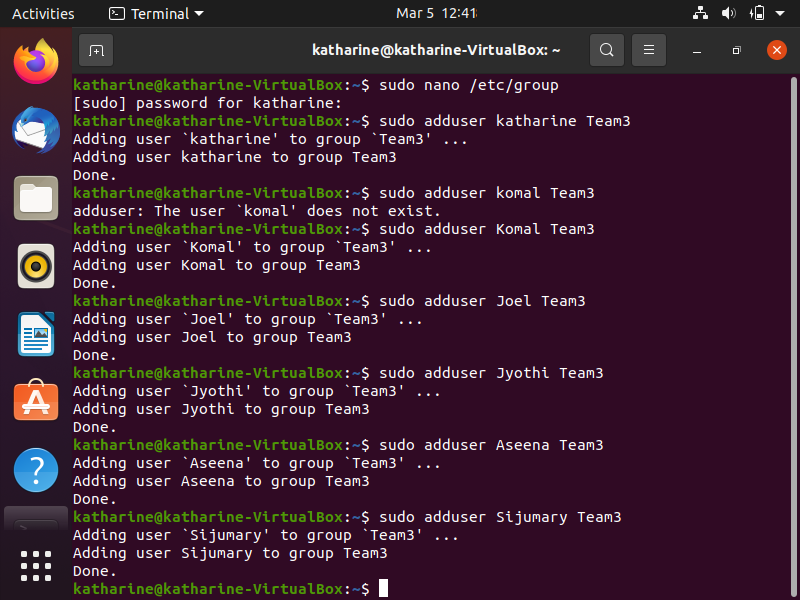 Activities
Terminal
Mar 5 12:41
katharine@katharine-VirtualBox: ~
katharine@katharine-VirtualBox:~$ sudo nano /etc/group
[sudo] password for katharine:
katharine@katharine-VirtualBox:~$ sudo adduser katharine Team3
Adding user `katharine' to group `Team3' ...
Adding user katharine to group Team3
Done.
katharine@katharine-VirtualBox:~$ sudo adduser komal Team3
adduser: The user `komal' does not exist.
katharine@katharine-VirtualBox:~$ sudo adduser Komal Team3
Adding user `Komal' to group `Team3' ...
Adding user Komal to group Team3
Done.
katharine@katharine-VirtualBox:~$ sudo adduser Joel Team3
Adding user `Joel' to group `Team3' ...
Adding user Joel to group Team3
Done.
katharine@katharine-VirtualBox:~$ sudo adduser Jyothi Team3
Adding user `Jyothi' to group `Team3' ...
Adding user Jyothi to group Team3
Done.
katharine@katharine-VirtualBox:~$ sudo adduser Aseena Team3
Adding user `Aseena' to group `Team3' ...
Adding user Aseena to group Team3
Done.
katharine@katharine-VirtualBox:~$ sudo adduser Sijumary Team3
Adding user `Sijumary' to group `Team3' ...
Adding user Sijumary to group Team3
Done.
katharine@katharine-VirtualBox:~$